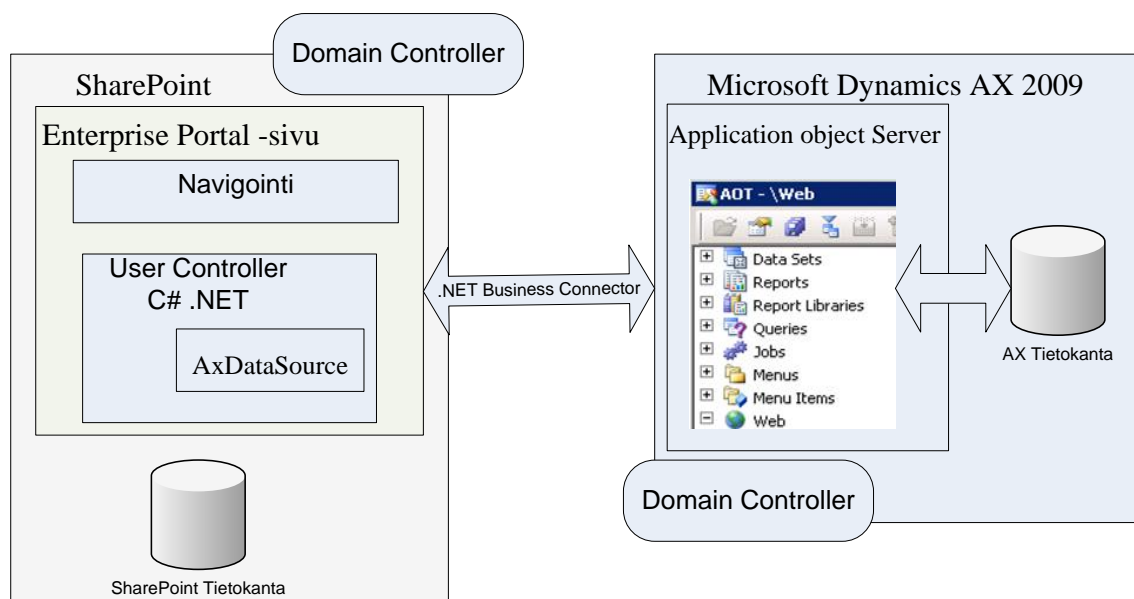 Domain Controller
SharePoint
Enterprise Portal -sivu
Navigointi
User Controller
C# .NET
AxDataSource
SharePoint Tietokanta
.NET Business Connector
Microsoft Dynamics AX 2009
Application object Server
AOT - \Web
Data Sets
Reports
Report Libraries
Queries
Jobs
Menus
Menu Items
Web
AX Tietokanta
Domain Controller